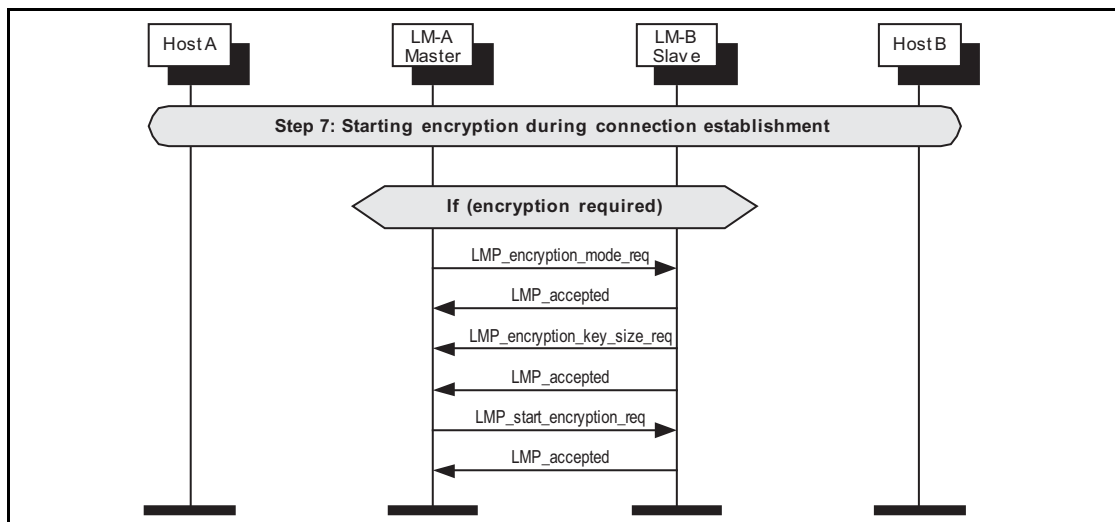 Host A
LM-A
Master
LM-B
Slave
Host B
Step 7: Starting encryption during connection establishment
If (encryption required)
LMP_encryption_mode_req
LMP_accepted
LMP_encryption_key_size_req
LMP_accepted
LMP_start_encryption_req
LMP_accepted